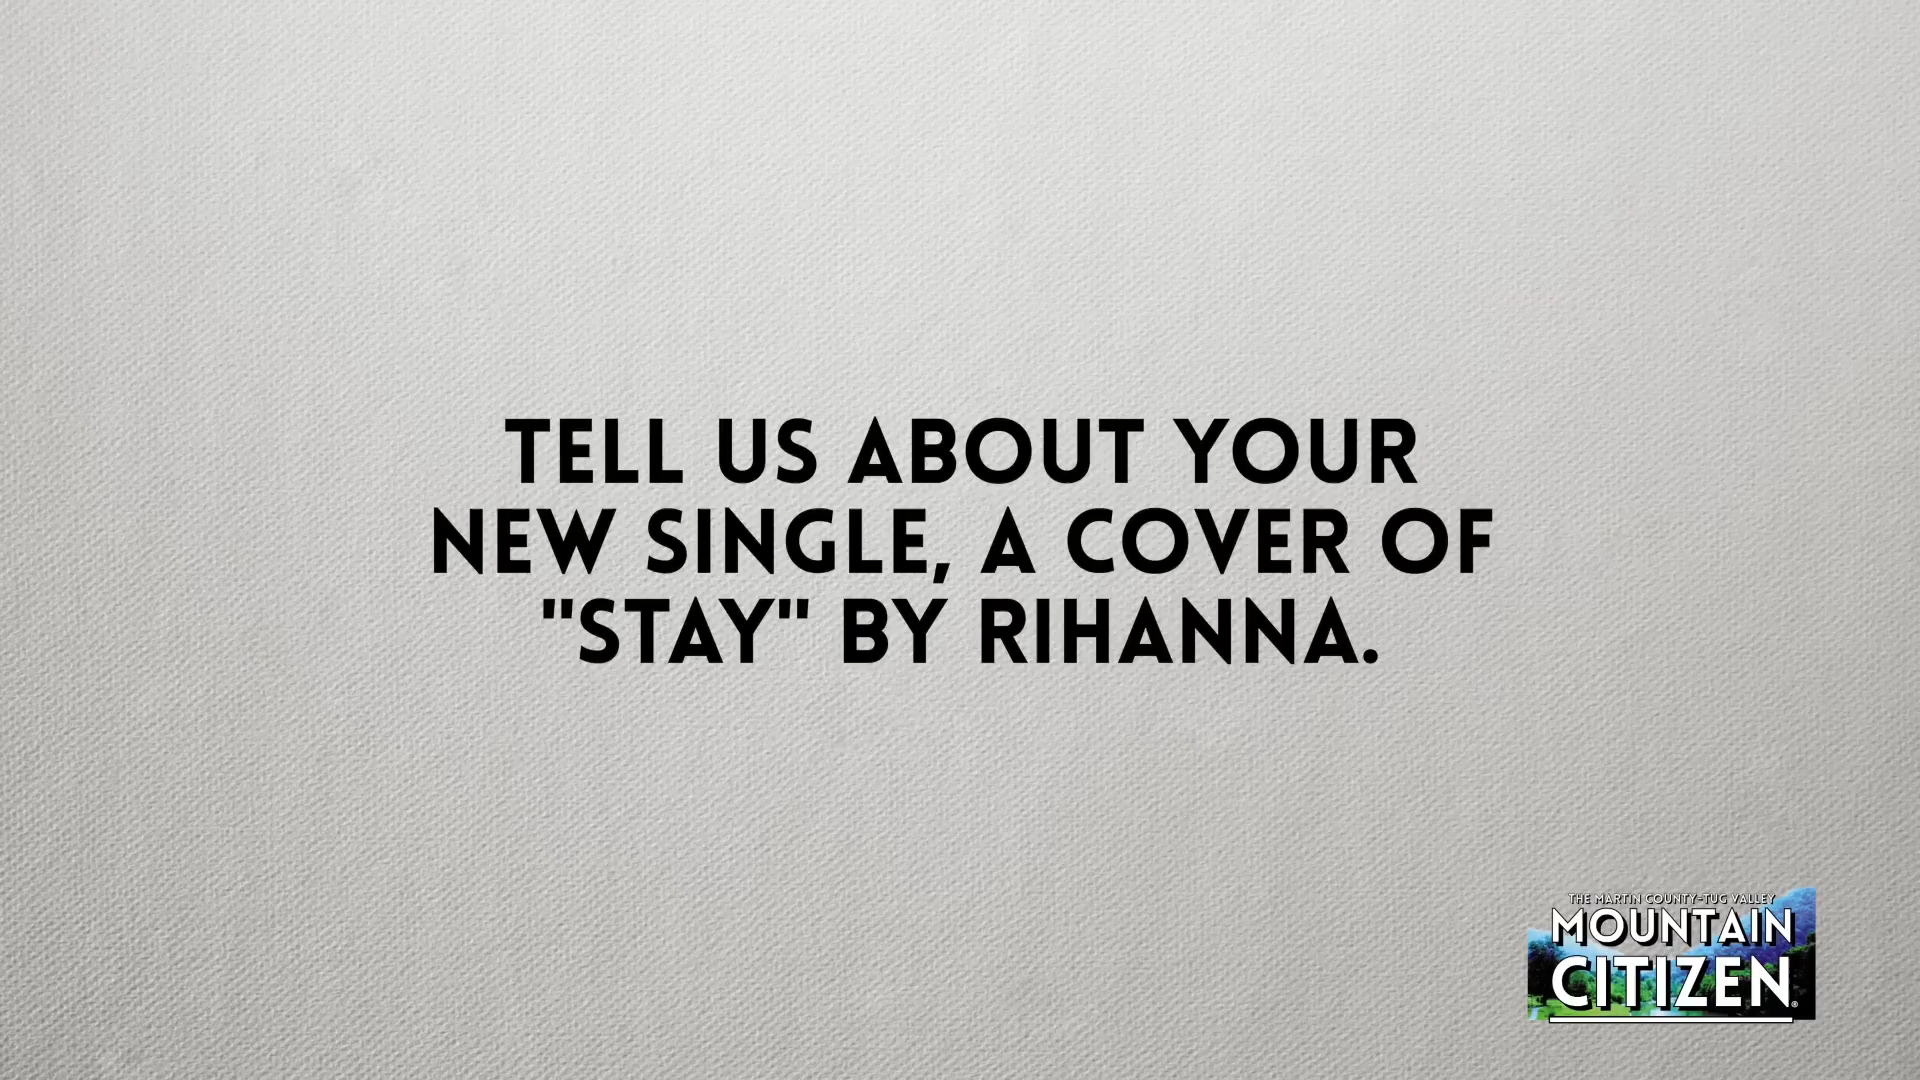 TELL US ABOUT YOUR
NEW SINGLE, A COVER OF
"STAY" BY RIHANNA.
THE MARTIN COUNTY-TUG VALLEY
MOUNTAIN
CITIZEN®